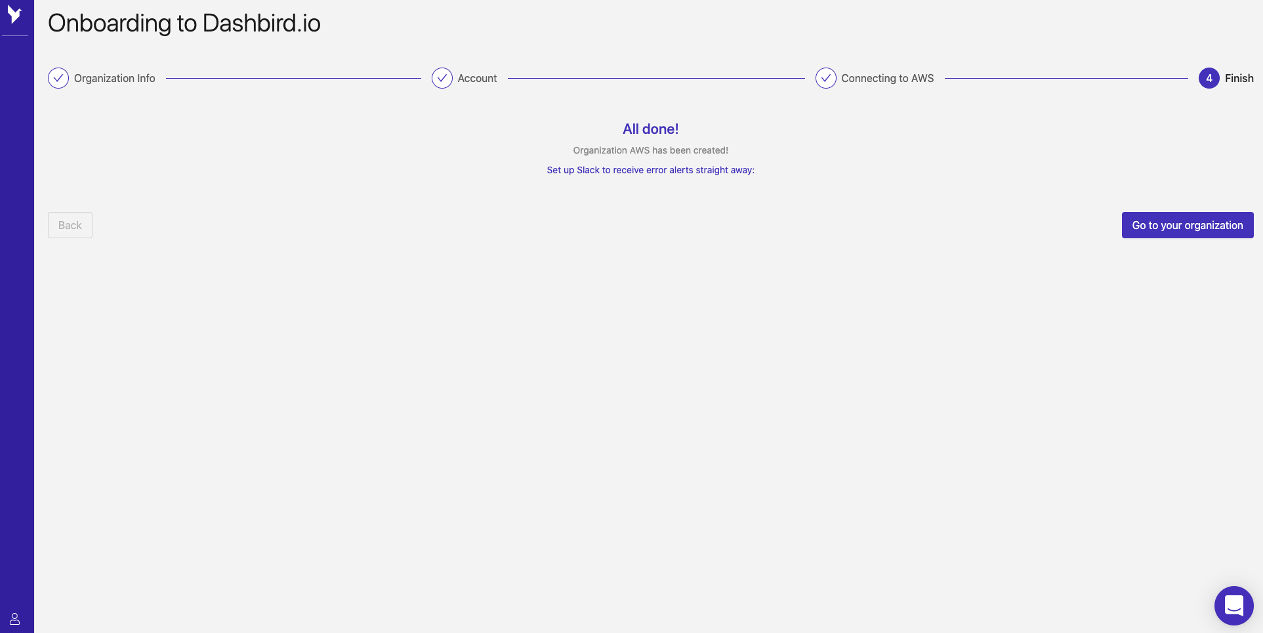 Onboarding to Dashbird.io
Organization Info
Account
Connecting to AWS
4 Finish
All done!
Organization AWS has been created!
Set up Slack to receive error alerts straight away:
Back
Go to your organization